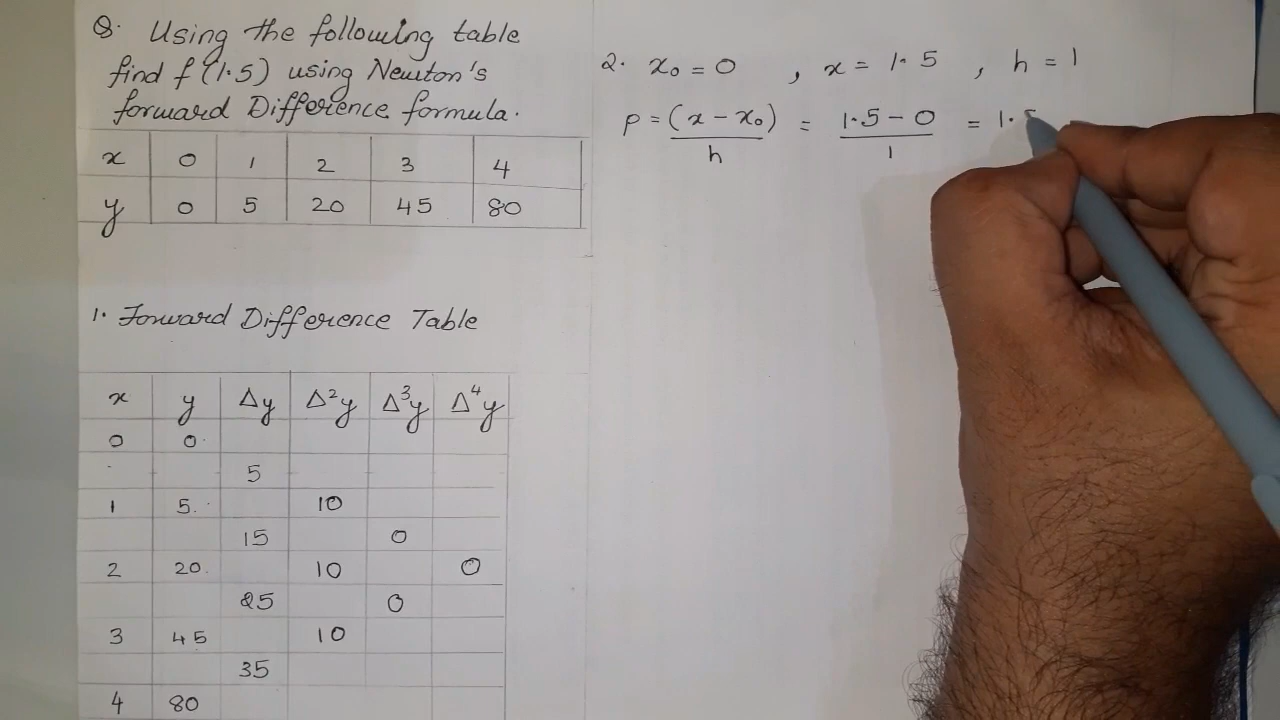 Q. Using the following table
find f(1.5) using Newton's
forward Difference formula.
x 0 1 2 3 4
y 0 5 20 45 80
1. Forward Difference Table
x y Δy Δ²y Δ³y Δ⁴y
0 0
5
1 5 10
15 0
2 20 10 0
25 0
3 45 10
35
4 80
2. x₀ = 0 , x = 1.5 , h = 1
p = (x - x₀)/h = (1.5 - 0)/1 = 1.5